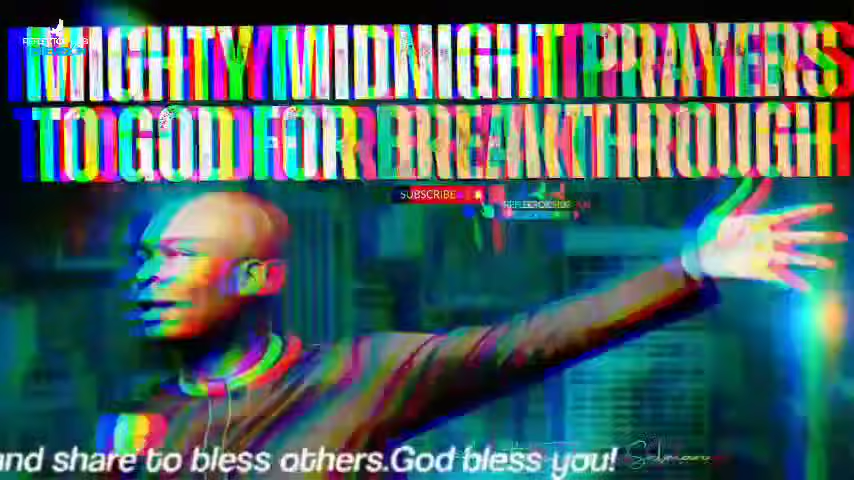 MIGHTY MIDNIGHT PRAYERS
TO GOD FOR BREAKTHROUGH
SUBSCRIBE
and share to bless others.God bless you!